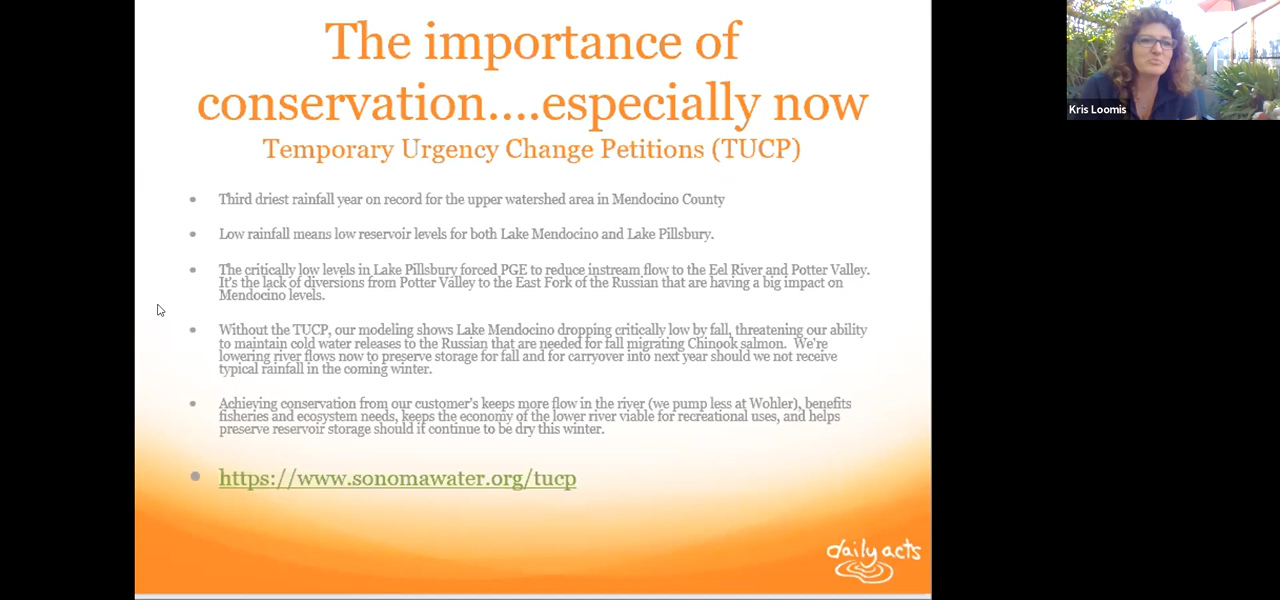 The importance of
conservation....especially now
Temporary Urgency Change Petitions (TUCP)
• Third driest rainfall year on record for the upper watershed area in Mendocino County
• Low rainfall means low reservoir levels for both Lake Mendocino and Lake Pillsbury.
• The critically low levels in Lake Pillsbury forced PGE to reduce instream flow to the Eel River and Potter Valley.
It's the lack of diversions from Potter Valley to the East Fork of the Russian that are having a big impact on
Mendocino levels.
• Without the TUCP, our modeling shows Lake Mendocino dropping critically low by fall, threatening our ability
to maintain cold water releases to the Russian that are needed for fall migrating Chinook salmon. We're
lowering river flows now to preserve storage for fall and for carryover into next year should we not receive
typical rainfall in the coming winter.
• Achieving conservation from our customer's keeps more flow in the river (we pump less at Wohler), benefits
fisheries and ecosystem needs, keeps the economy of the lower river viable for recreational uses, and helps
preserve reservoir storage should if continue to be dry this winter.
• https://www.sonomawater.org/tucp
daily acts
Kris Loomis